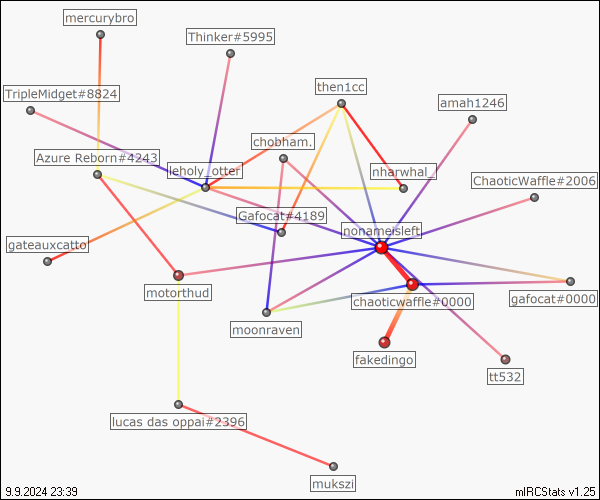 mercurybro
Thinker#5995
then1cc
TripleMidget#8824
amah1246
chobham.
Azure Reborn#4243
leholy_otter
nharwhal_
ChaoticWaffle#2006
Gafocat#4189
nonameisleft
gateauxcatto
motorthud
chaoticwaffle#0000
gafocat#0000
moonraven
fakedingo
tt532
lucas das oppai#2396
mukszi
9.9.2024 23:39
mIRCStats v1.25